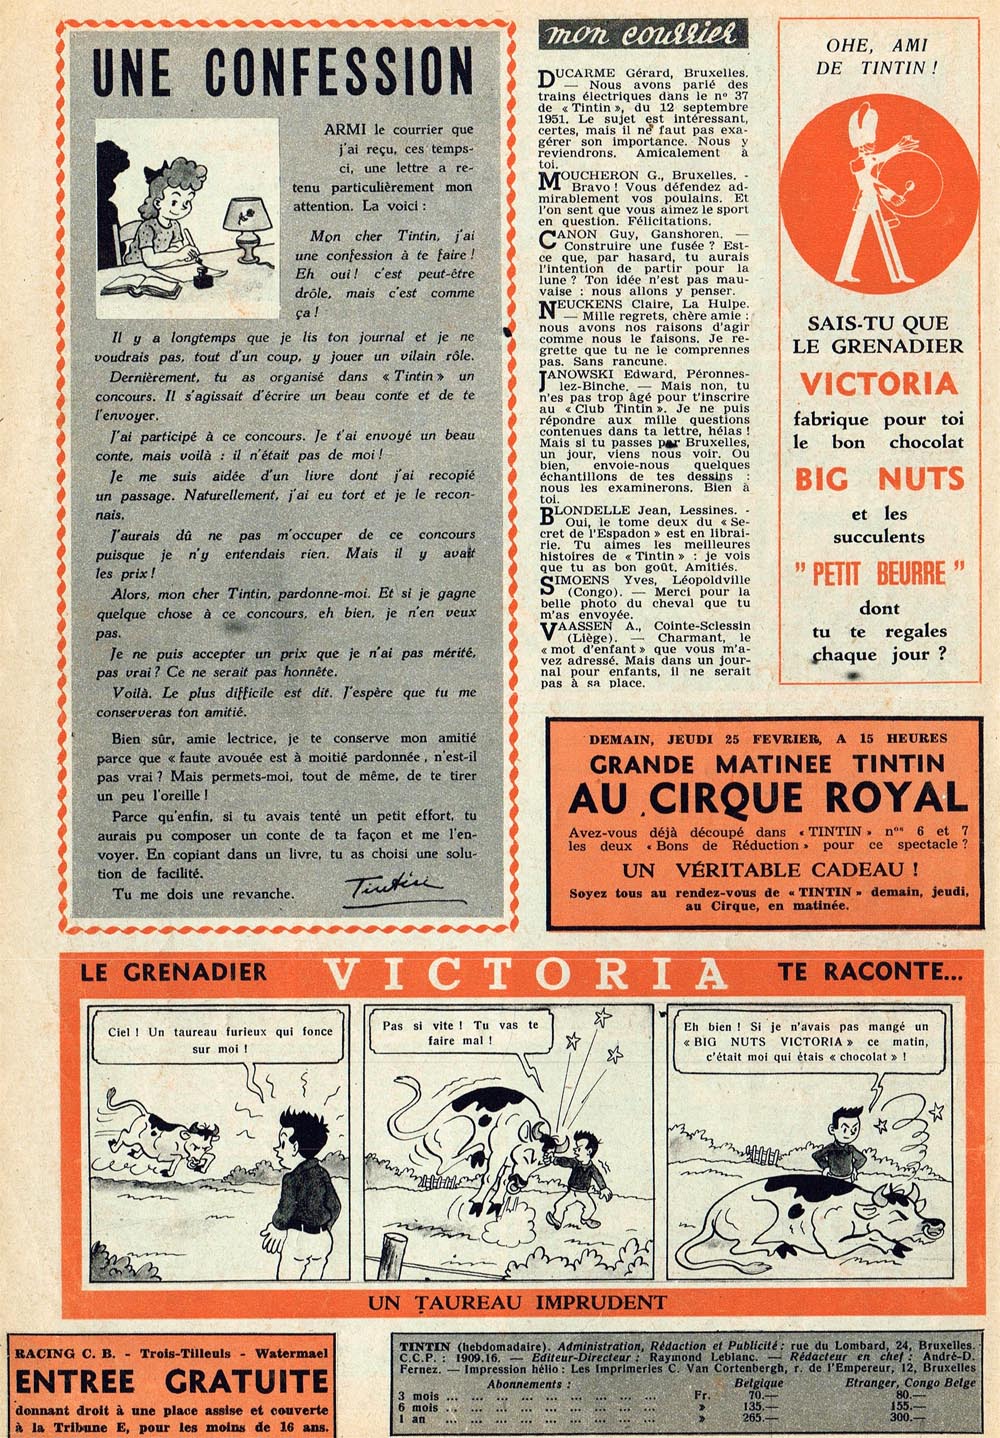 UNE CONFESSION
ARMI le courrier que
j'ai reçu, ces temps-
ci, une lettre a re-
tenu particulièrement mon
attention. La voici :
Mon cher Tintin, j'ai
une confession à te faire !
Eh oui ! c'est peut-être
drôle, mais c'est comme
ça !
Il y a longtemps que je lis ton journal et je ne
voudrais pas, tout d'un coup, y jouer un vilain rôle.
Dernièrement, tu as organisé dans « Tintin » un
concours. Il s'agissait d'écrire un beau conte et de te
l'envoyer.
J'ai participé à ce concours. Je t'ai envoyé un beau
conte, mais voilà : il n'était pas de moi !
Je me suis aidée d'un livre dont j'ai recopié
un passage. Naturellement, j'ai eu tort et je le recon-
nais.
J'aurais dû ne pas m'occuper de ce concours
puisque je n'y entendais rien. Mais il y avait
les prix !
Alors, mon cher Tintin, pardonne-moi. Et si je gagne
quelque chose à ce concours, eh bien, je n'en veux
pas.
Je ne puis accepter un prix que je n'ai pas mérité,
pas vrai ? Ce ne serait pas honnête.
Voilà. Le plus difficile est dit. J'espère que tu me
conserveras ton amitié.
Bien sûr, amie lectrice, je te conserve mon amitié
parce que « faute avouée est à moitié pardonnée , n'est-il
pas vrai ? Mais permets-moi, tout de même, de te tirer
un peu l'oreille !
Parce qu'enfin, si tu avais tenté un petit effort, tu
aurais pu composer un conte de ta façon et me l'en-
voyer. En copiant dans un livre, tu as choisi une solu-
tion de facilité.
Tu me dois une revanche.
Tintin
mon courrier
DUCARME Gérard, Bruxelles.
— Nous avons parlé des
trains électriques dans le n° 37
de « Tintin », du 12 septembre
1951. Le sujet est intéressant,
certes, mais il ne faut pas exa-
gérer son importance. Nous y
reviendrons. Amicalement à
toi.
MOUCHERON G., Bruxelles. -
Bravo ! Vous défendez ad-
mirablement vos poulains. Et
l'on sent que vous aimez le sport
en question. Félicitations.
CANON Guy, Ganshoren. —
Construire une fusée ? Est-
ce que, par hasard, tu aurais
l'intention de partir pour la
lune ? Ton idée n'est pas mau-
vaise : nous allons y penser.
NEUCKENS Claire, La Hulpe.
— Mille regrets, chère amie :
nous avons nos raisons d'agir
comme nous le faisons. Je re-
grette que tu ne le comprennes
pas. Sans rancune.
JANOWSKI Edward, Péronnes-
lez-Binche. — Mais non, tu
n'es pas trop âgé pour t'inscrire
au « Club Tintin ». Je ne puis
répondre aux mille questions
contenues dans ta lettre, hélas !
Mais si tu passes par Bruxelles,
un jour, viens nous voir. Ou
bien, envoie-nous quelques
échantillons de tes dessins :
nous les examinerons. Bien à
toi.
BLONDELLE Jean, Lessines. -
Oui, le tome deux du « Se-
cret de l'Espadon » est en librai-
rie. Tu aimes les meilleures
histoires de « Tintin » : je vois
que tu as bon goût. Amitiés.
SIMOENS Yves, Léopoldville
(Congo). — Merci pour la
belle photo du cheval que tu
m'as envoyée.
VAASSEN A., Cointe-Sclessin
(Liège). — Charmant, le
« mot d'enfant » que vous m'a-
vez adressé. Mais dans un jour-
nal pour enfants, il ne serait
pas à sa place.
OHE, AMI
DE TINTIN !
SAIS-TU QUE
LE GRENADIER
VICTORIA
fabrique pour toi
le bon chocolat
BIG NUTS
et les
succulents
" PETIT BEURRE "
dont
tu te regales
chaque jour ?
DEMAIN, JEUDI 25 FEVRIER, A 15 HEURES
GRANDE MATINEE TINTIN
AU CIRQUE ROYAL
Avez-vous déjà découpé dans « TINTIN » nos 6 et 7
les deux « Bons de Réduction » pour ce spectacle ?
UN VÉRITABLE CADEAU !
Soyez tous au rendez-vous de « TINTIN » demain, jeudi,
au Cirque, en matinée.
LE GRENADIER VICTORIA TE RACONTE...
Ciel ! Un taureau furieux qui fonce
sur moi !
Pas si vite ! Tu vas te
faire mal !
Eh bien ! Si je n'avais pas mangé un
« BIG NUTS VICTORIA » ce matin,
c'était moi qui étais « chocolat » !
UN TAUREAU IMPRUDENT
RACING C. B. - Trois-Tilleuls - Watermael
ENTREE GRATUITE
donnant droit à une place assise et couverte
à la Tribune E, pour les moins de 16 ans.
TINTIN (hebdomadaire). Administration, Rédaction et Publicité : rue du Lombard, 24, Bruxelles.
C.C.P. : 1909.16. — Editeur-Directeur : Raymond Leblanc. — Rédacteur en chef : André-D.
Fernez. — Impression hélio : Les Imprimeries C. Van Cortenbergh, r. de l'Empereur, 12, Bruxelles
Abonnements : Belgique Etranger, Congo Belge
3 mois ... Fr. 70.— 80.—
6 mois ... » 135.— 155.—
1 an ... » 265.— 300.—